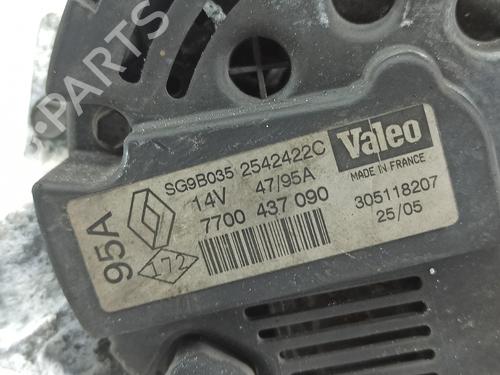 B-PARTS
SG9B035 2542422C
14V 47/95A
7700 437 090
Valeo
MADE IN FRANCE
305118207
25/05
95A
172